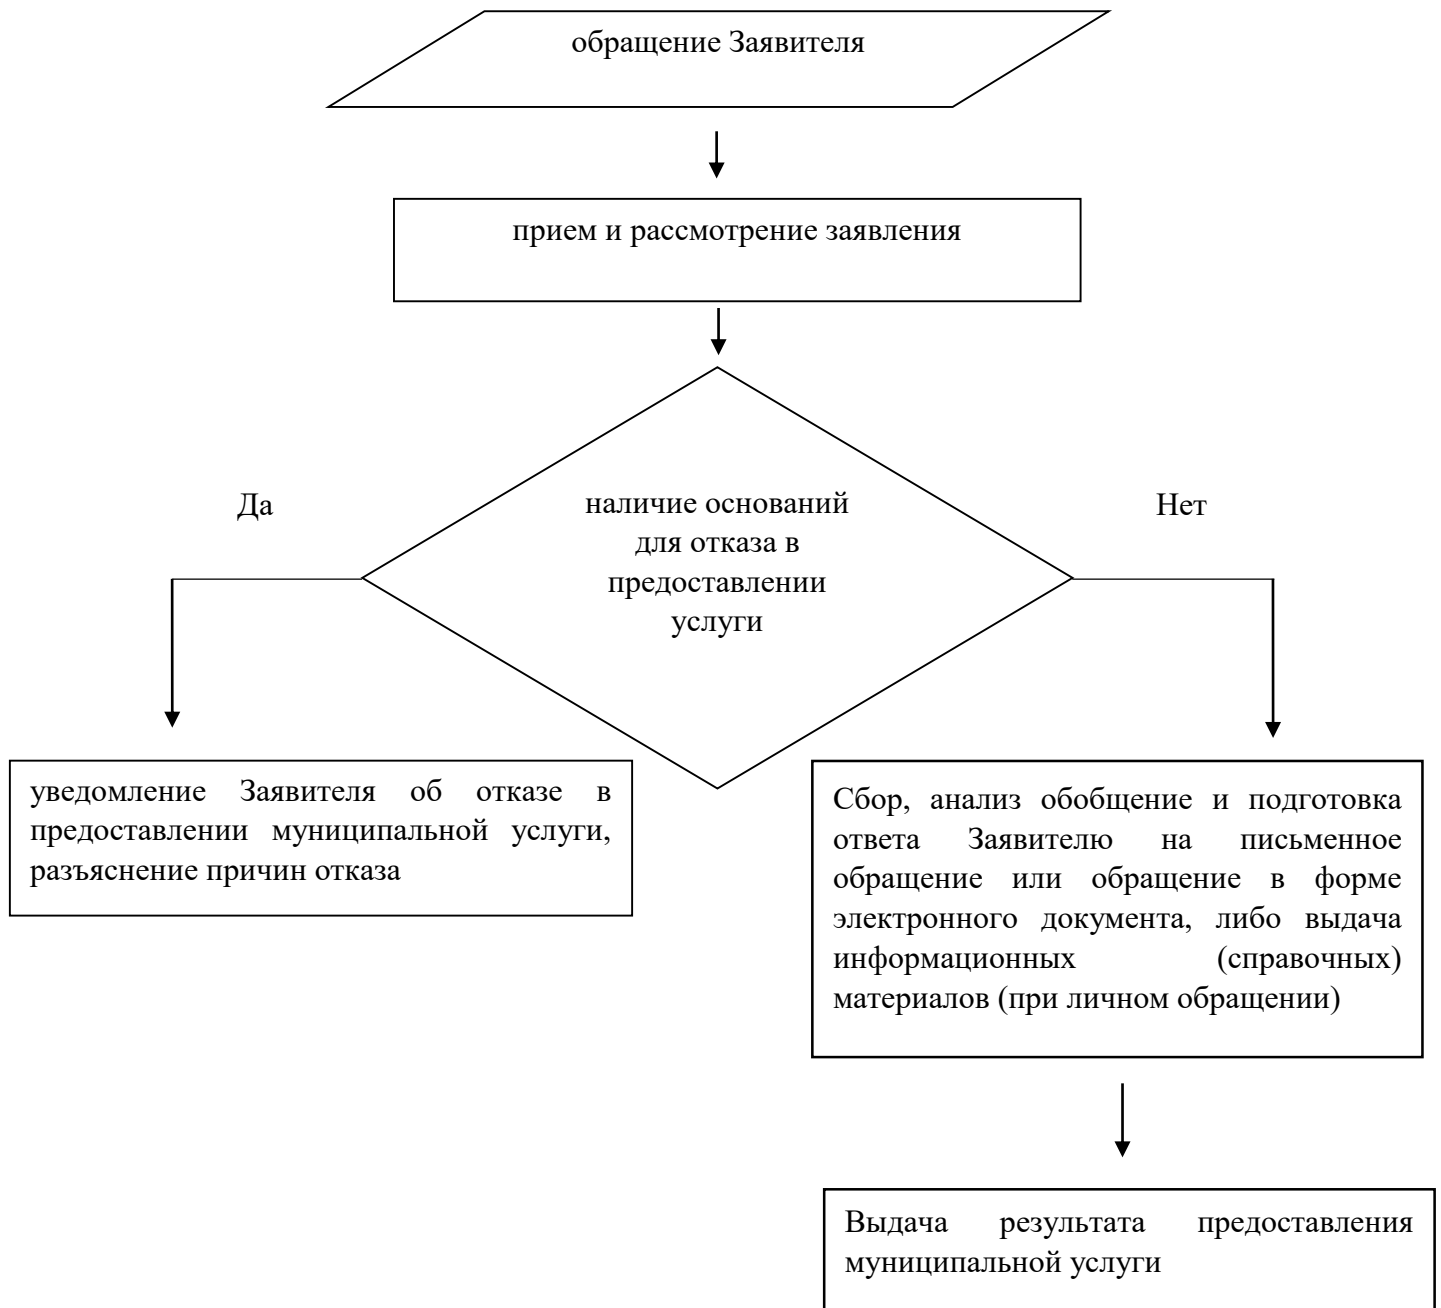 обращение Заявителя
прием и рассмотрение заявления
Да
наличие оснований
для отказа в
предоставлении
услуги
Нет
уведомление Заявителя об отказе в
предоставлении муниципальной услуги,
разъяснение причин отказа
Сбор, анализ обобщение и подготовка
ответа Заявителю на письменное
обращение или обращение в форме
электронного документа, либо выдача
информационных (справочных)
материалов (при личном обращении)
Выдача результата предоставления
муниципальной услуги